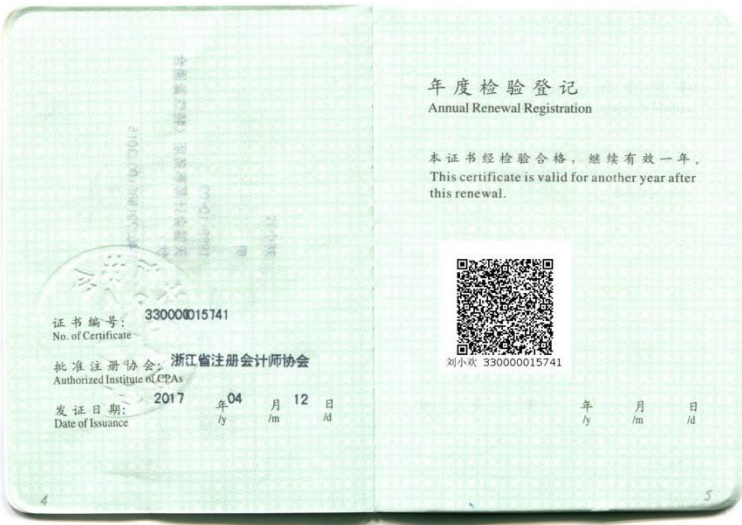 证书编号: 330000015741
No. of Certificate
批准注册协会: 浙江省注册会计师协会
Authorized Institute of CPAs
发证日期: 2017 年 04 月 12 日
Date of Issuance /y /m /d
4
年度检验登记
Annual Renewal Registration
本证书经检验合格，继续有效一年。
This certificate is valid for another year after
this renewal.
刘小欢 330000015741
年 月 日
/y /m /d
5